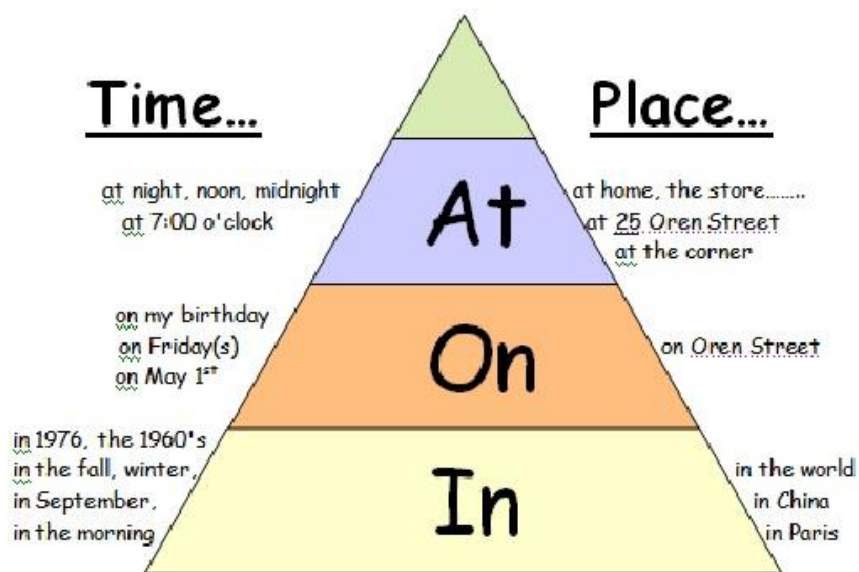 Time...
Place...
at night, noon, midnight
at 7:00 o'clock
At
at home, the store........
at 25 Oren Street
at the corner
on my birthday
on Friday(s)
on May 1st
On
on Oren Street
in 1976, the 1960's
in the fall, winter,
in September,
in the morning
In
in the world
in China
in Paris